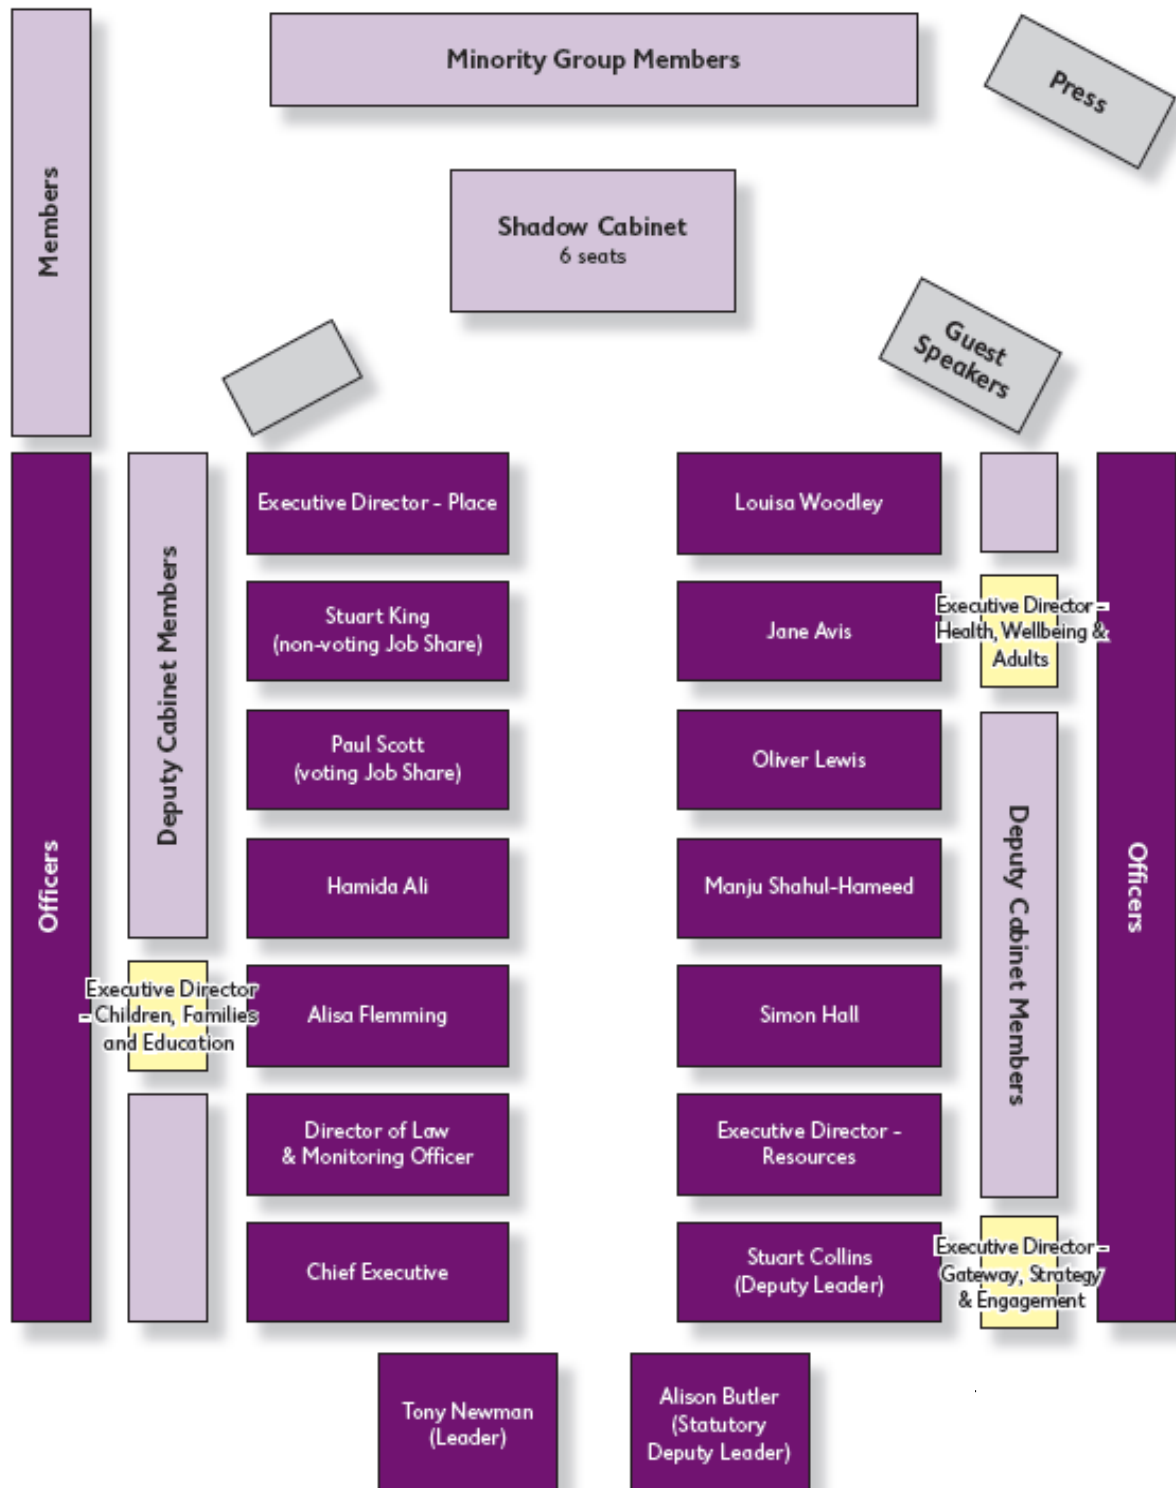 Minority Group Members
Press
Members
Shadow Cabinet
6 seats
Guest
Speakers
Officers
Deputy Cabinet Members
Executive Director – Place
Stuart King
(non-voting Job Share)
Paul Scott
(voting Job Share)
Hamida Ali
Executive Director
– Children, Families
and Education
Alisa Flemming
Director of Law
& Monitoring Officer
Chief Executive
Louisa Woodley
Jane Avis
Oliver Lewis
Manju Shahul-Hameed
Simon Hall
Executive Director –
Resources
Stuart Collins
(Deputy Leader)
Executive Director –
Health, Wellbeing &
Adults
Deputy Cabinet Members
Executive Director –
Gateway, Strategy
& Engagement
Officers
Tony Newman
(Leader)
Alison Butler
(Statutory
Deputy Leader)